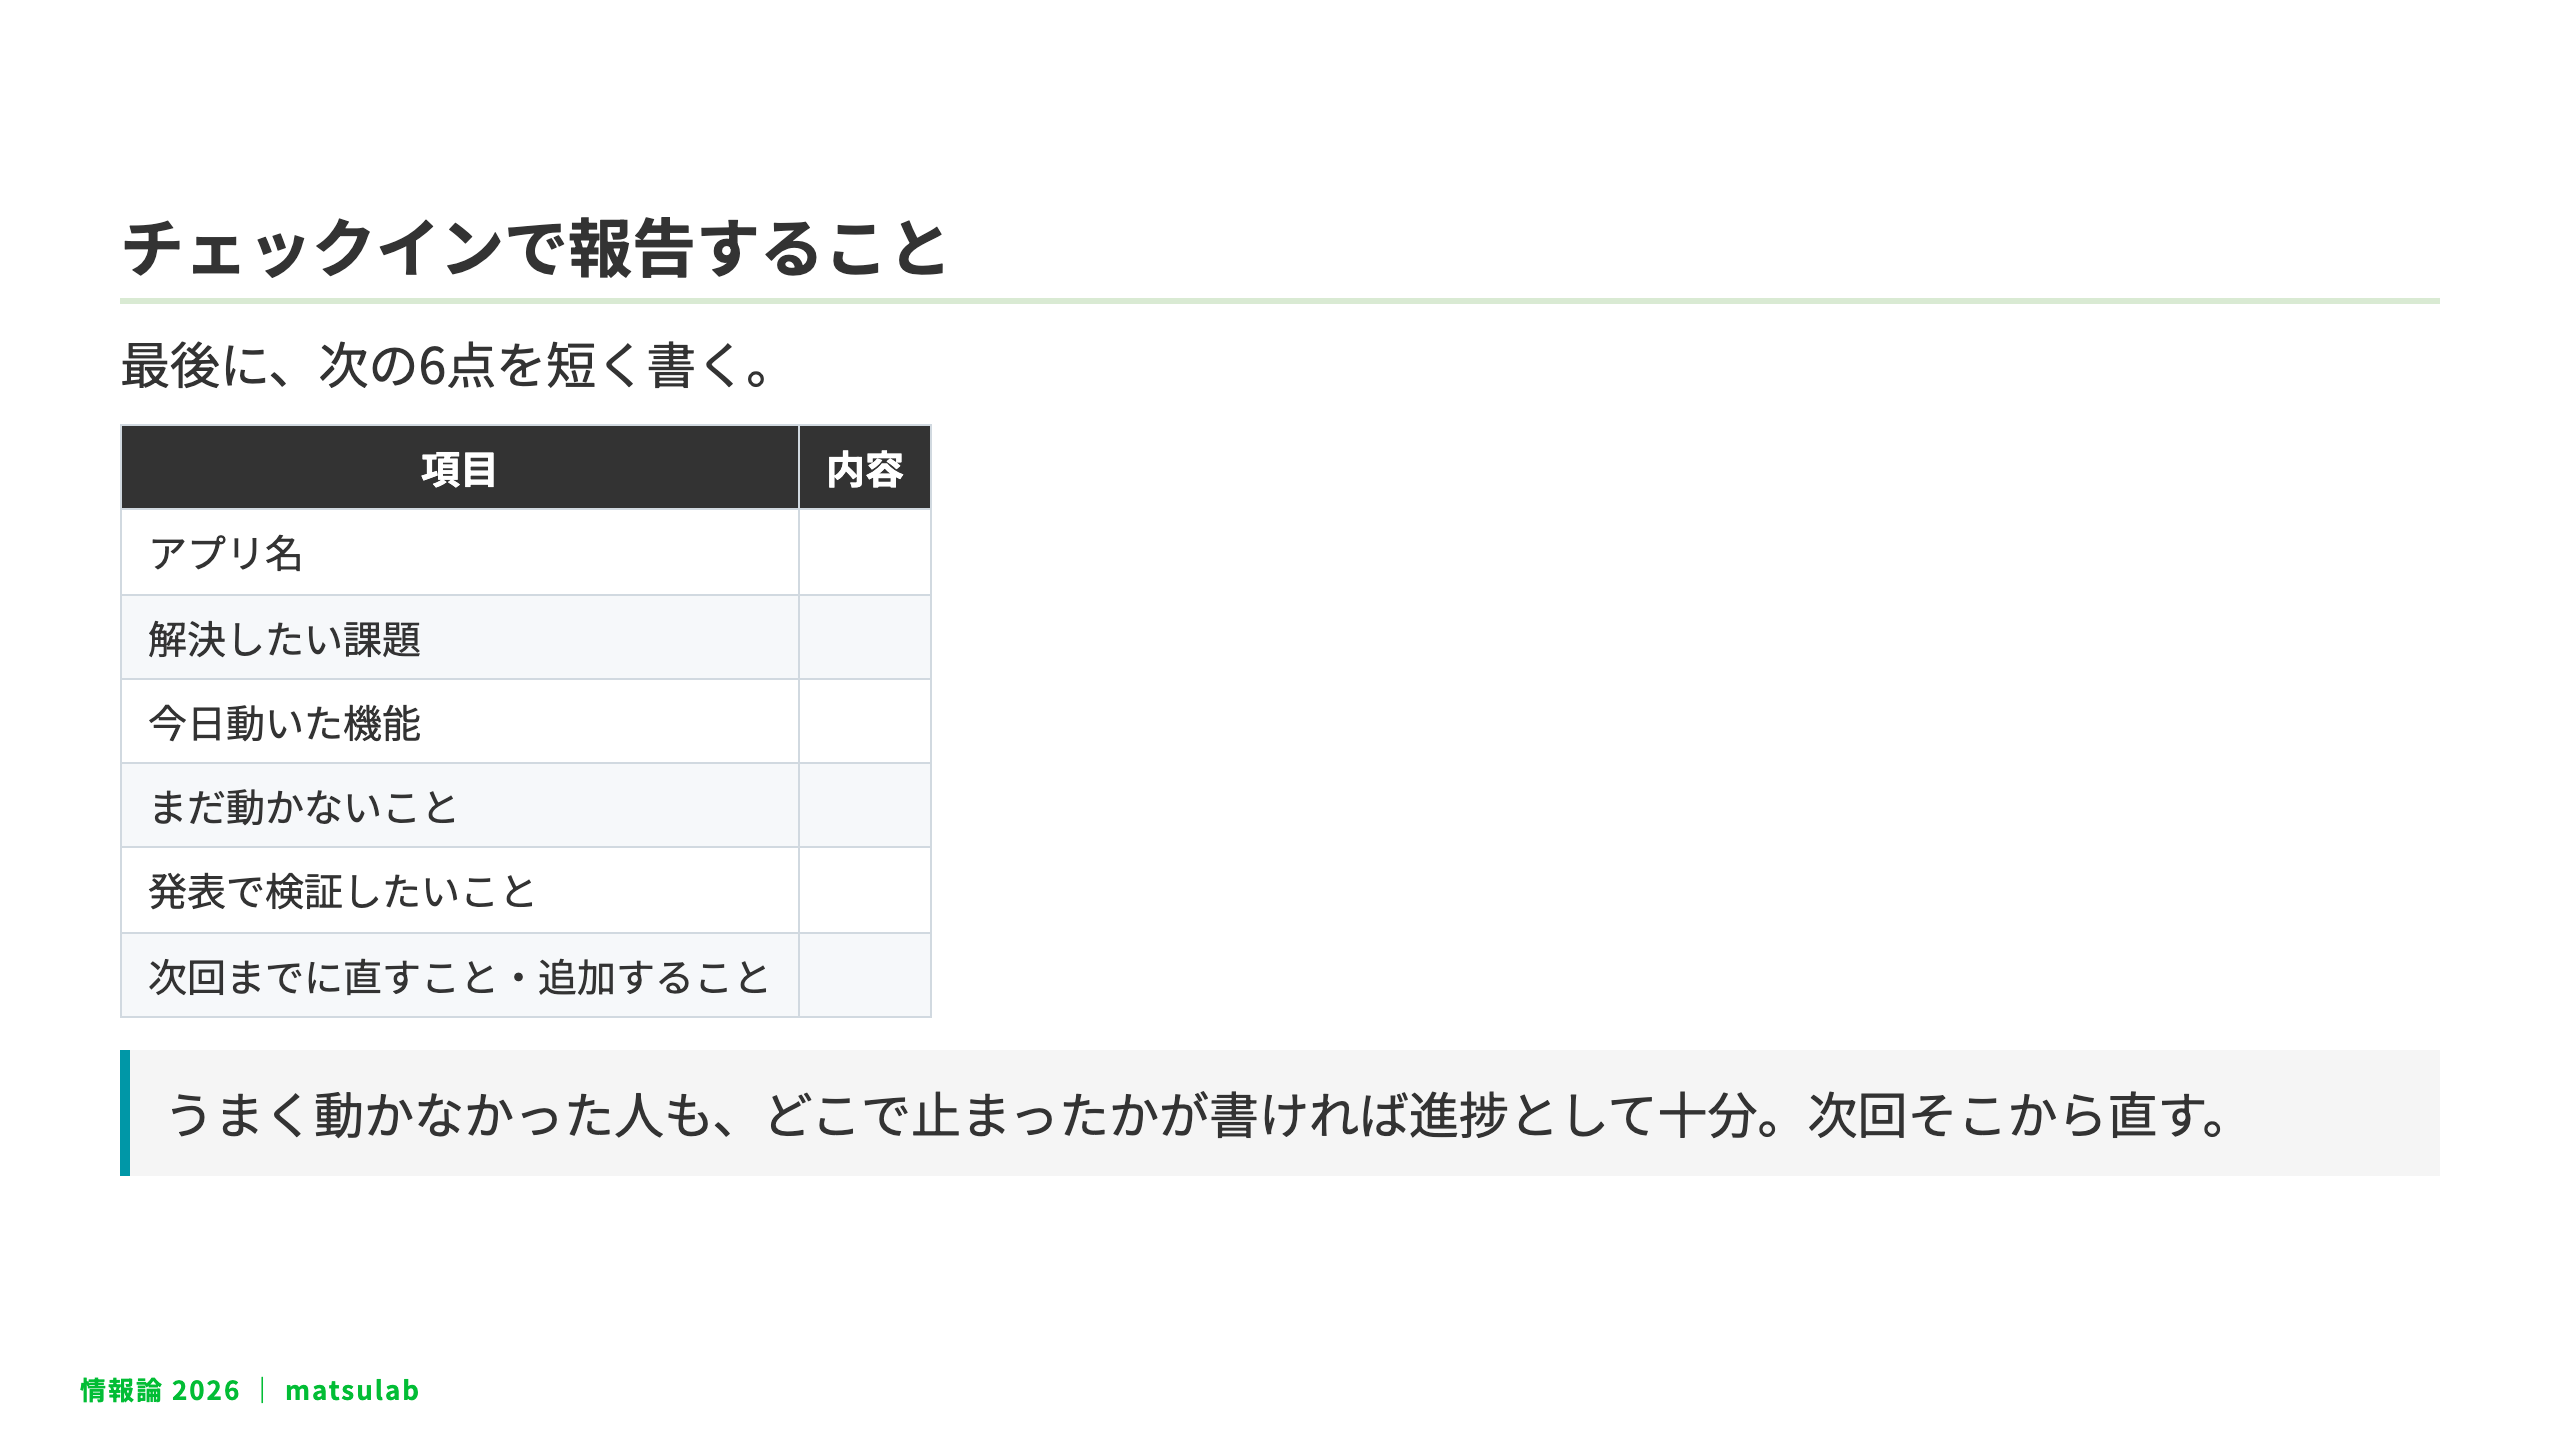 チェックインで報告すること
最後に、次の6点を短く書く。
項目 内容
アプリ名
解決したい課題
今日動いた機能
まだ動かないこと
発表で検証したいこと
次回までに直すこと・追加すること
うまく動かなかった人も、どこで止まったかが書ければ進捗として十分。次回そこから直す。
情報論 2026 ｜ matsulab